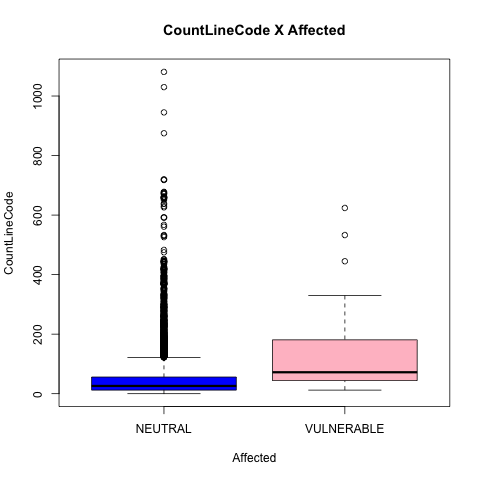 CountLineCode X Affected
1000
800
600
400
200
0
CountLineCode
NEUTRAL
VULNERABLE
Affected